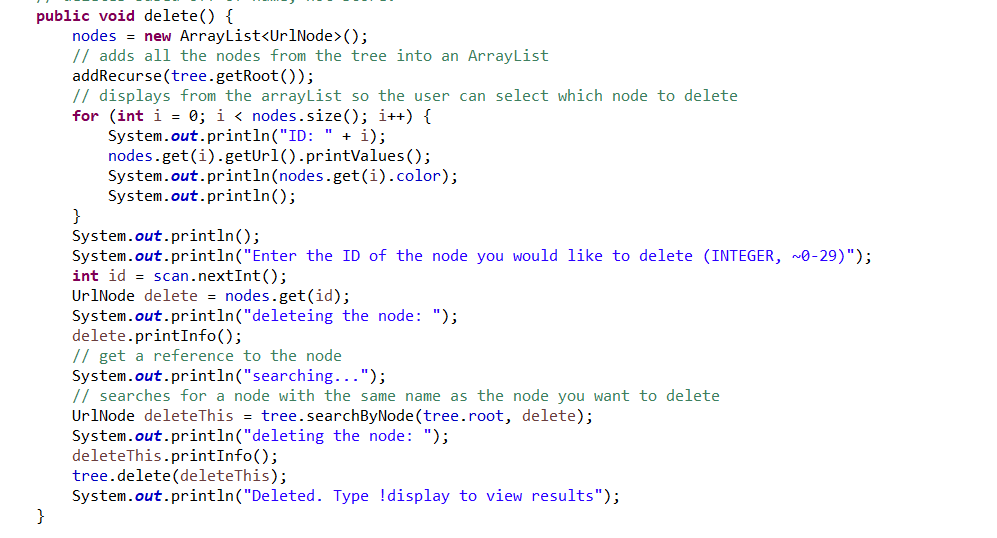 public void delete() {
nodes = new ArrayList<UrlNode>();
// adds all the nodes from the tree into an ArrayList
addRecurse(tree.getRoot());
// displays from the arrayList so the user can select which node to delete
for (int i = 0; i < nodes.size(); i++) {
System.out.println("ID: " + i);
nodes.get(i).getUrl().printValues();
System.out.println(nodes.get(i).color);
System.out.println();
}
System.out.println();
System.out.println("Enter the ID of the node you would like to delete (INTEGER, ~0-29)");
int id = scan.nextInt();
UrlNode delete = nodes.get(id);
System.out.println("deleteing the node: ");
delete.printInfo();
// get a reference to the node
System.out.println("searching...");
// searches for a node with the same name as the node you want to delete
UrlNode deleteThis = tree.searchByNode(tree.root, delete);
System.out.println("deleting the node: ");
deleteThis.printInfo();
tree.delete(deleteThis);
System.out.println("Deleted. Type !display to view results");
}